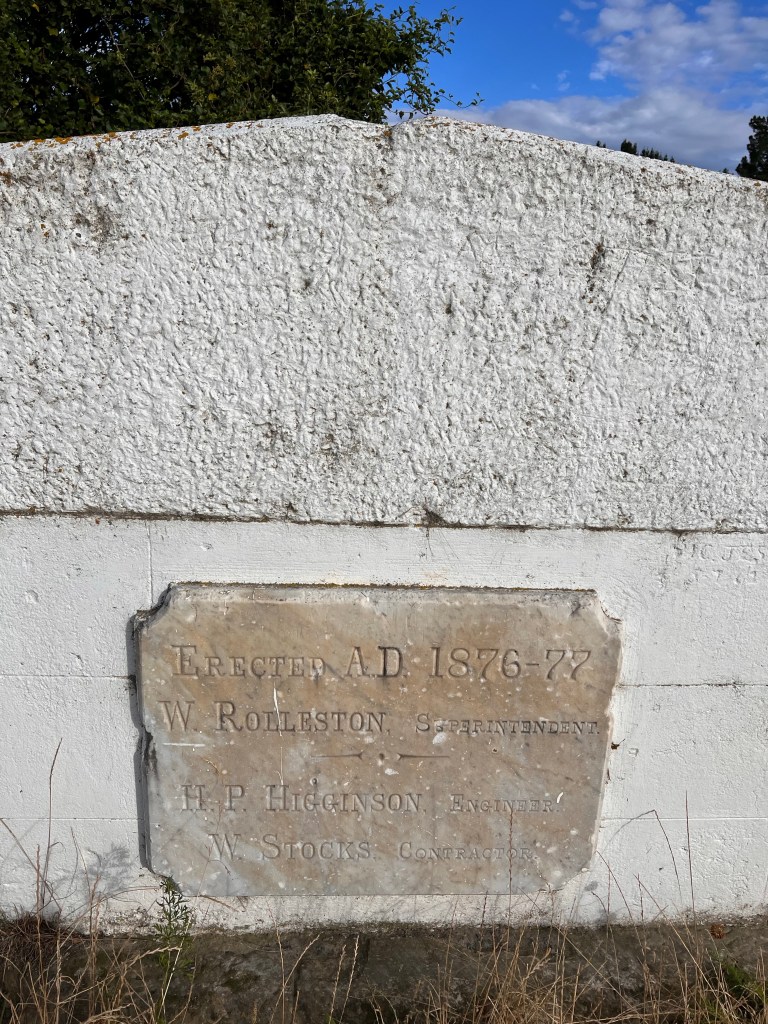 ERECTED A.D. 1876-77
W. ROLLESTON, SUPERINTENDENT.
H. P. HIGGINSON, ENGINEER.
W. STOCKS, CONTRACTOR.